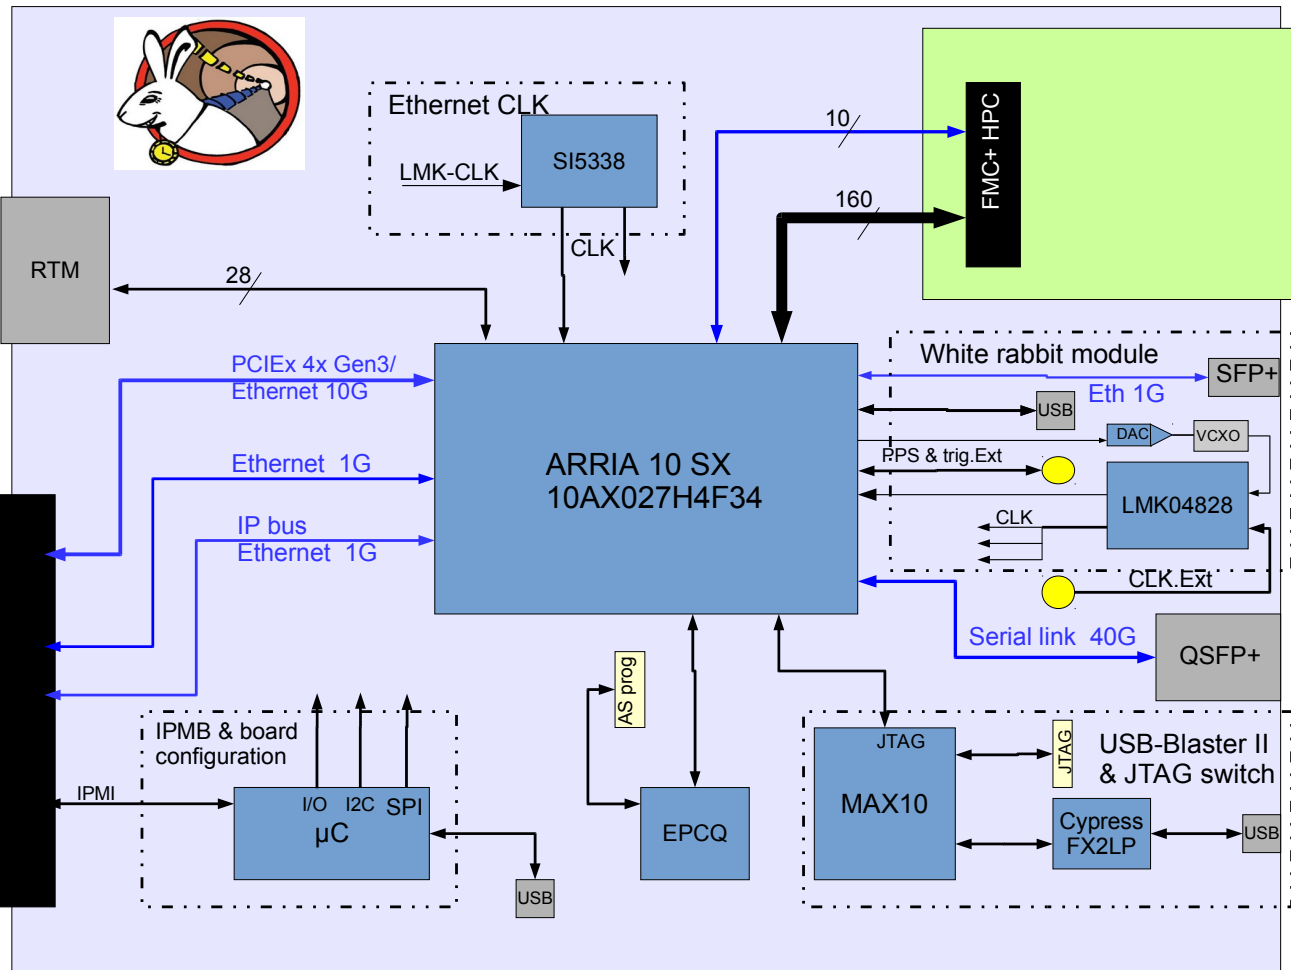 Ethernet CLK
SI5338
LMK-CLK
CLK
10
160
FMC+ HPC
RTM
28
PCIEx 4x Gen3/
Ethernet 10G
Ethernet  1G
IP bus
Ethernet  1G
ARRIA 10 SX
10AX027H4F34
White rabbit module
SFP+
Eth 1G
USB
DAC
VCXO
PPS & trig.Ext
LMK04828
CLK
CLK.Ext
Serial link  40G
QSFP+
AS prog
IPMB & board
configuration
IPMI
I/O
I2C
SPI
µC
USB
EPCQ
JTAG
MAX10
JTAG
USB-Blaster II
& JTAG switch
Cypress
FX2LP
USB